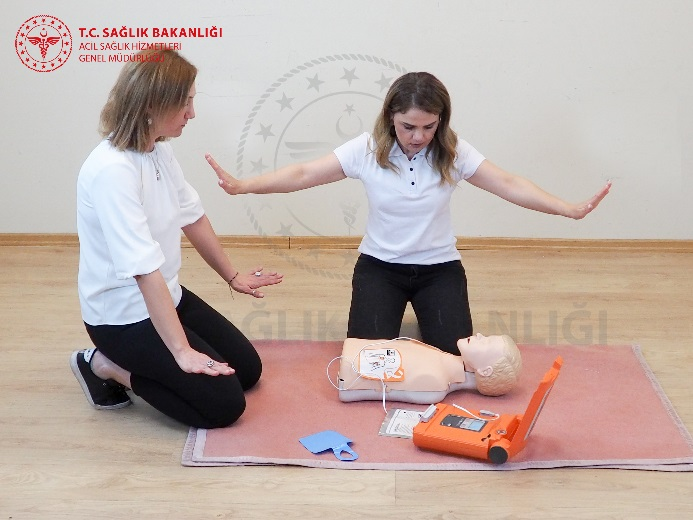 T.C. SAĞLIK BAKANLIĞI
ACİL SAĞLIK HİZMETLERİ
GENEL MÜDÜRLÜĞÜ